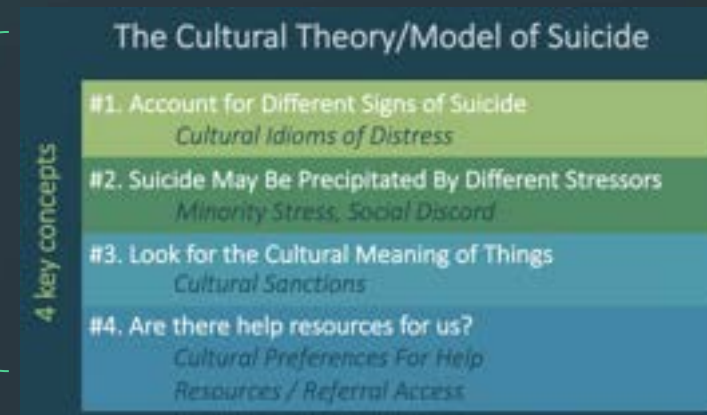 The Cultural Theory/Model of Suicide
4 key concepts
#1. Account for Different Signs of Suicide
Cultural Idioms of Distress
#2. Suicide May Be Precipitated By Different Stressors
Minority Stress, Social Discord
#3. Look for the Cultural Meaning of Things
Cultural Sanctions
#4. Are there help resources for us?
Cultural Preferences For Help
Resources / Referral Access